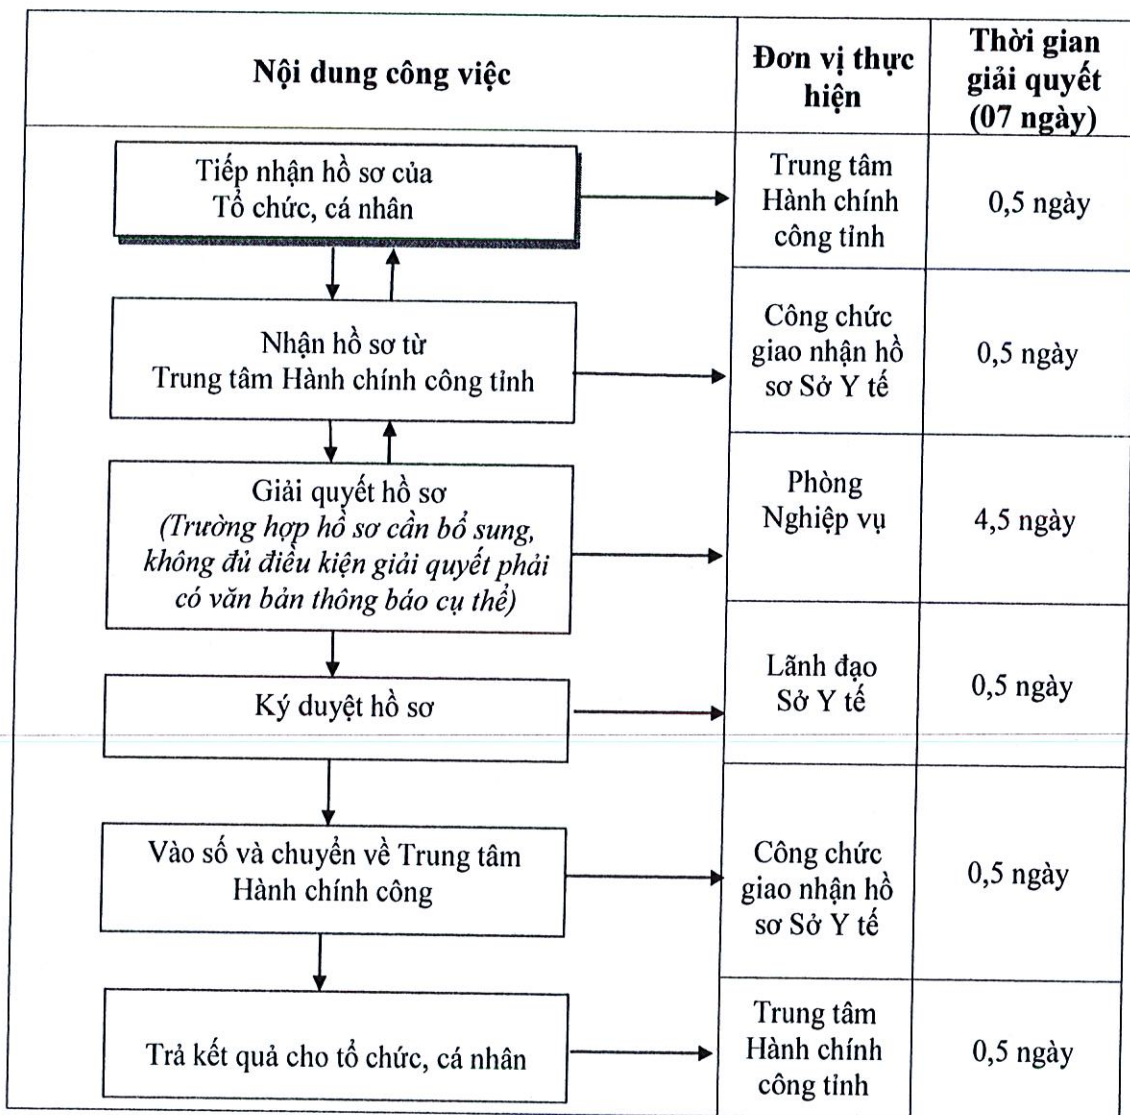 Nội dung công việc
Đơn vị thực
hiện
Thời gian
giải quyết
(07 ngày)
Tiếp nhận hồ sơ của
Tổ chức, cá nhân
Trung tâm
Hành chính
công tỉnh
0,5 ngày
Nhận hồ sơ từ
Trung tâm Hành chính công tỉnh
Công chức
giao nhận hồ
sơ Sở Y tế
0,5 ngày
Giải quyết hồ sơ
(Trường hợp hồ sơ cần bổ sung,
không đủ điều kiện giải quyết phải
có văn bản thông báo cụ thể)
Phòng
Nghiệp vụ
4,5 ngày
Ký duyệt hồ sơ
Lãnh đạo
Sở Y tế
0,5 ngày
Vào số và chuyển về Trung tâm
Hành chính công
Công chức
giao nhận hồ
sơ Sở Y tế
0,5 ngày
Trả kết quả cho tổ chức, cá nhân
Trung tâm
Hành chính
công tỉnh
0,5 ngày